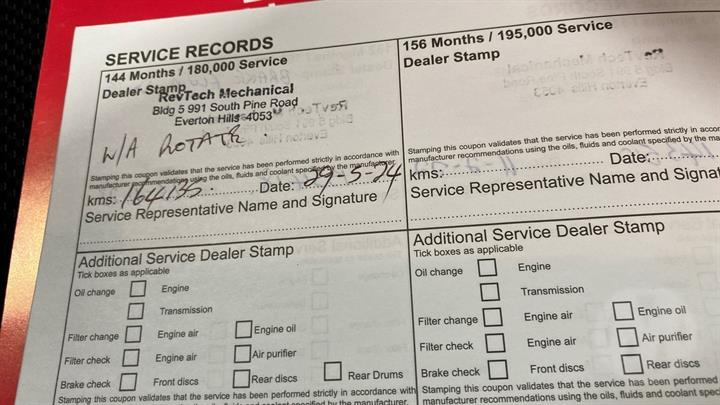 SERVICE RECORDS
144 Months / 180,000 Service
Dealer Stamp
RevTech Mechanical
Bldg 5 991 South Pine Road
Everton Hills 4053
W/A ROTATE
Stamping this coupon validates that the service has been performed strictly in accordance with
manufacturer recommendations using the oils, fluids and coolant specified by the manufacturer.
kms: 164135 Date: 29-5-24
Service Representative Name and Signature
Additional Service Dealer Stamp
Tick boxes as applicable
Oil change Engine
Transmission
Filter change Engine air Engine oil
Filter check Engine air Air purifier
Brake check Front discs Rear discs Rear Drums
Stamping this coupon validates that the service has been performed strictly in accordance with
manufacturer
156 Months / 195,000 Service
Dealer Stamp
Stamping this coupon validates that the service has been performed strictly in acco
manufacturer recommendations using the oils, fluids and coolant specified by the ma
kms: Date:
Service Representative Name and Signat
Additional Service Dealer Stamp
Tick boxes as applicable
Oil change Engine
Transmission
Filter change Engine air Engine oil
Filter check Engine air Air purifier
Brake check Front discs Rear discs
Stamping this coupon validates that the service has been performed
manufacturer recommendations using the oils, fluids and coolant spec